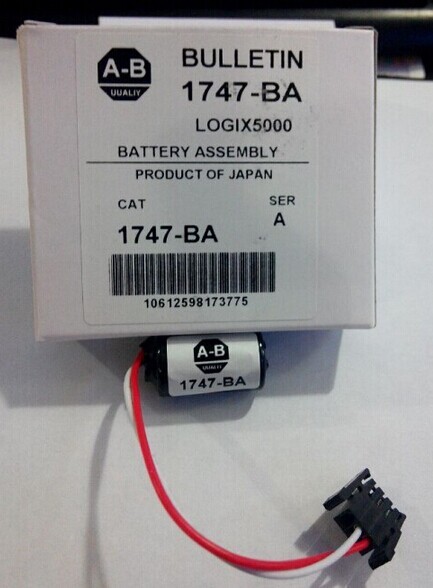 A-B
UUALIY
BULLETIN
1747-BA
LOGIX5000
BATTERY ASSEMBLY
PRODUCT OF JAPAN
CAT
SER
A
1747-BA
10612598173775
A-B
UUALIY
1747-BA